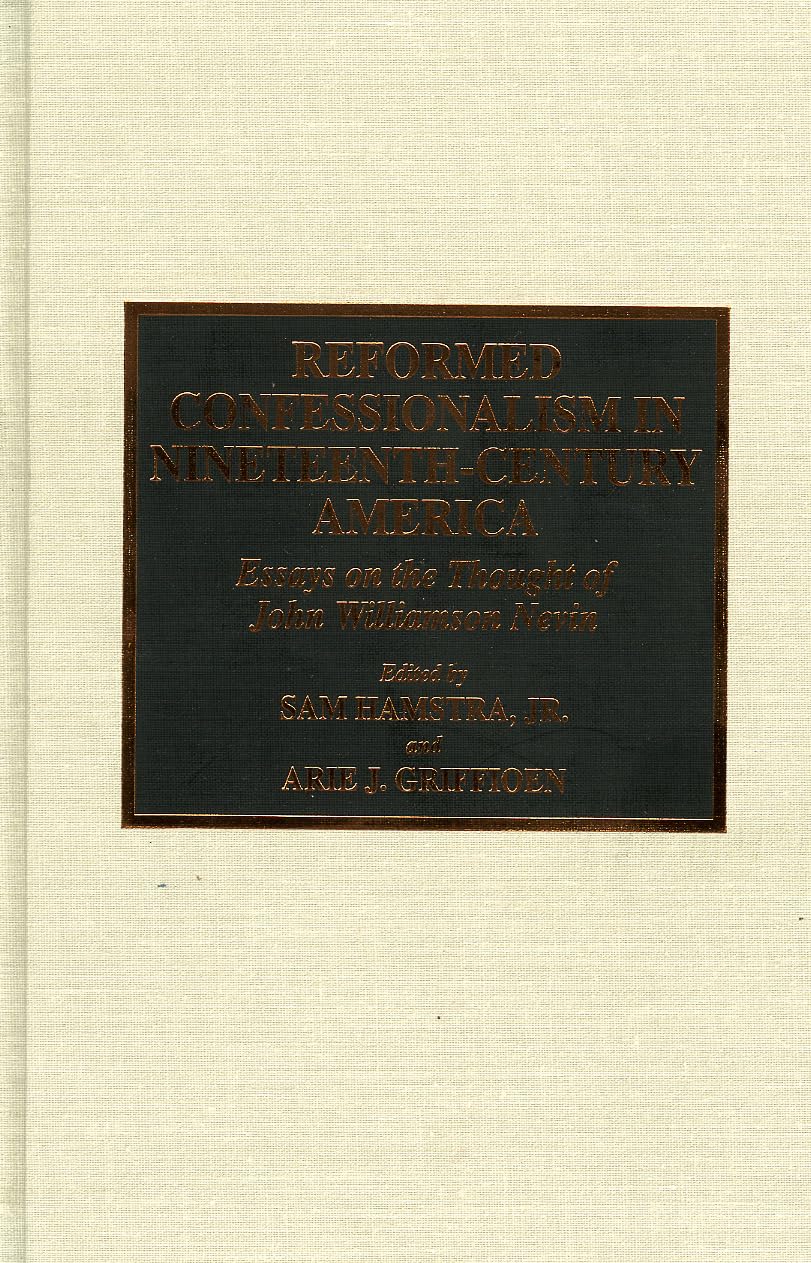 REFORMED
CONFESSIONALISM IN
NINETEENTH-CENTURY
AMERICA
Essays on the Thought of
John Williamson Nevin
Edited by
SAM HAMSTRA, JR.
and
ARIE J. GRIFFIOEN